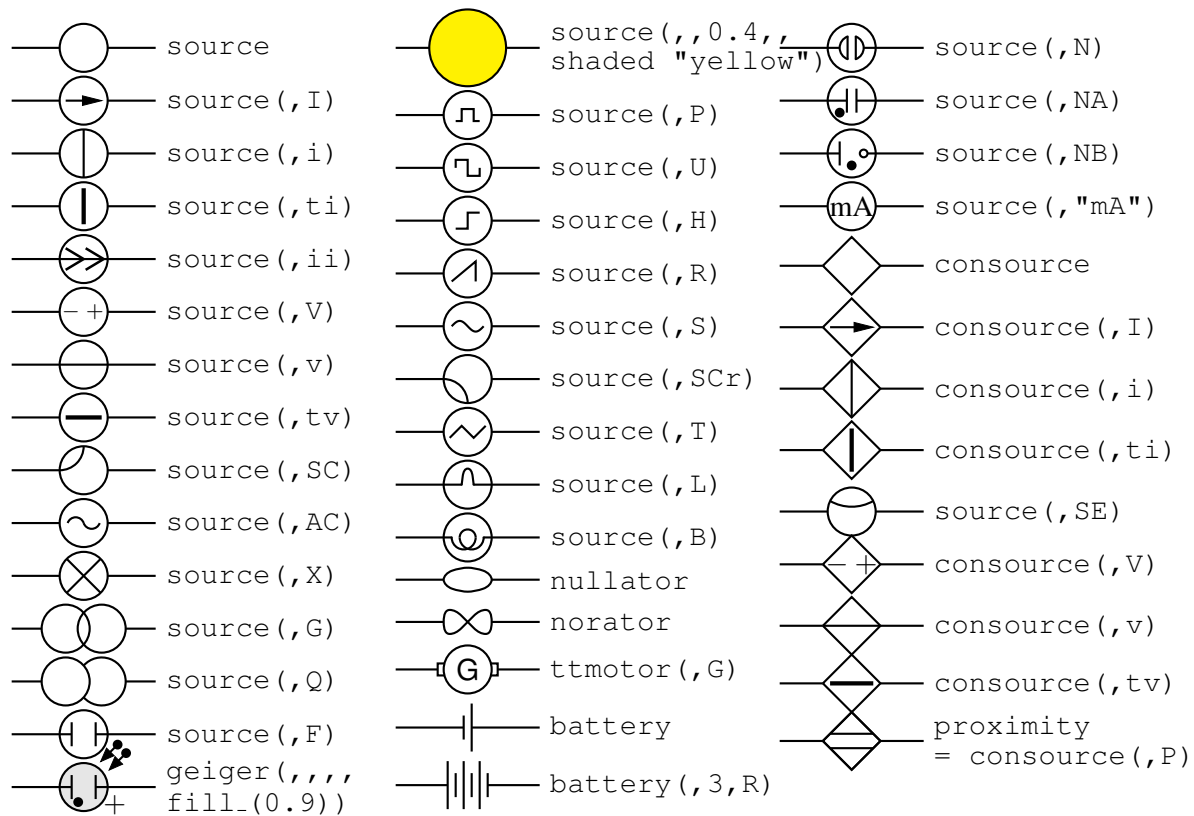 source
source(,I)
source(,i)
source(,ti)
source(,ii)
− +
source(,V)
source(,v)
source(,tv)
source(,SC)
source(,AC)
source(,X)
source(,G)
source(,Q)
source(,F)
+
geiger(,,,,
fill_(0.9))
source(,,0.4,,
shaded "yellow")
source(,P)
source(,U)
source(,H)
source(,R)
source(,S)
source(,SCr)
source(,T)
source(,L)
source(,B)
nullator
norator
G
ttmotor(,G)
battery
battery(,3,R)
source(,N)
source(,NA)
source(,NB)
mA
source(,"mA")
consource
consource(,I)
consource(,i)
consource(,ti)
source(,SE)
− +
consource(,V)
consource(,v)
consource(,tv)
proximity
= consource(,P)